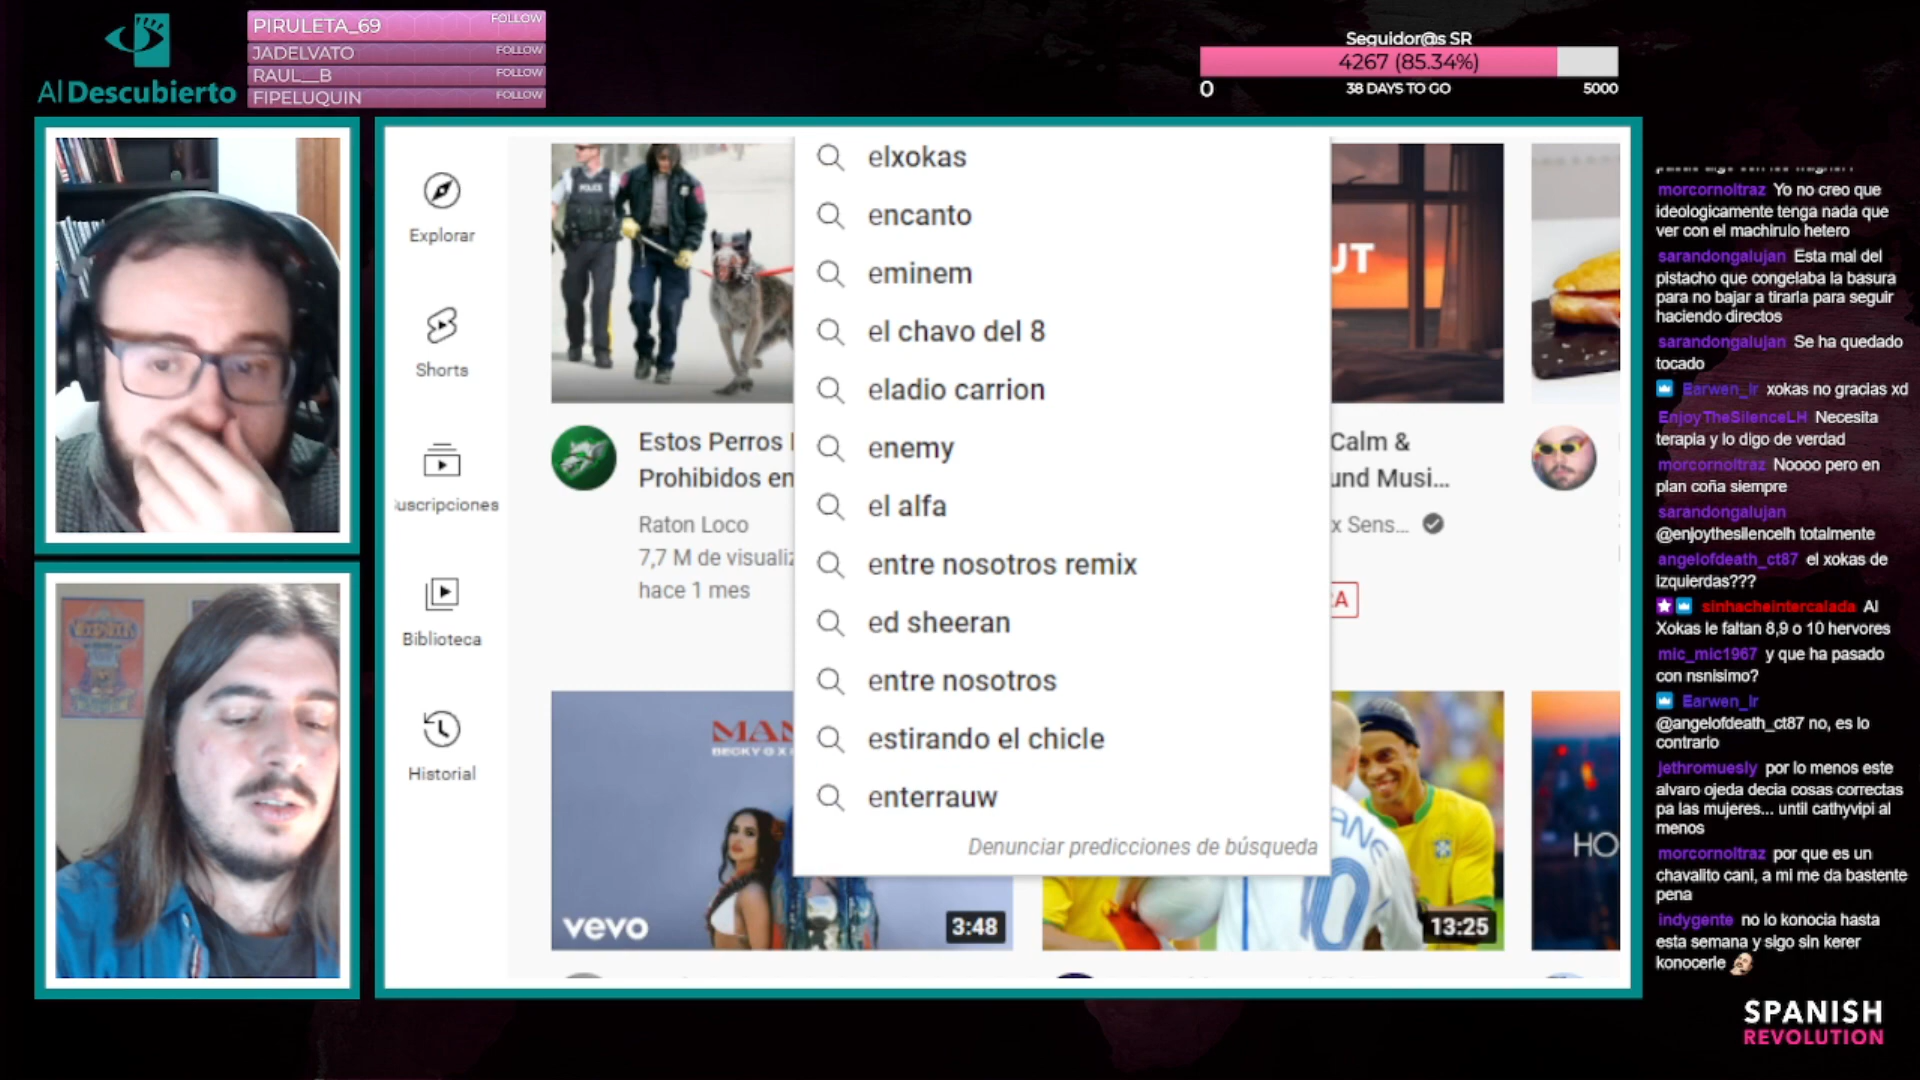 Al Descubierto
PIRULETA_69 FOLLOW
JADELVATO FOLLOW
RAUL__B FOLLOW
FIPELUQUIN FOLLOW
Seguidor@s SR
4267 (85.34%)
0 38 DAYS TO GO 5000
Explorar
Shorts
uscripciones
Biblioteca
Historial
POLICE
Estos Perros
Prohibidos en
Raton Loco
7,7 M de visualiz
hace 1 mes
elxokas
encanto
eminem
el chavo del 8
eladio carrion
enemy
el alfa
entre nosotros remix
ed sheeran
entre nosotros
estirando el chicle
enterrauw
Denunciar predicciones de búsqueda
UT
Calm &
und Musi...
x Sens...
A
MAN
BECKY G X
vevo
3:48
10
13:25
HO
morcornoltraz Yo no creo que
ideologicamente tenga nada que
ver con el machirulo hetero
sarandongalujan Esta mal del
pistacho que congelaba la basura
para no bajar a tirarla para seguir
haciendo directos
sarandongalujan Se ha quedado
tocado
Earwen_Ir xokas no gracias xd
EnjoyTheSilenceLH Necesita
terapia y lo digo de verdad
morcornoltraz Noooo pero en
plan coña siempre
sarandongalujan
@enjoythesilencelh totalmente
angelofdeath_ct87 el xokas de
izquierdas???
sinhacheintercalada Al
Xokas le faltan 8,9 o 10 hervores
mic_mic1967 y que ha pasado
con nsnisimo?
Earwen_Ir
@angelofdeath_ct87 no, es lo
contrario
jethromuesly por lo menos este
alvaro ojeda decia cosas correctas
pa las mujeres... until cathyvipi al
menos
morcornoltraz por que es un
chavalito cani, a mi me da bastente
pena
indygente no lo konocia hasta
esta semana y sigo sin kerer
konocerle
SPANISH
REVOLUTION